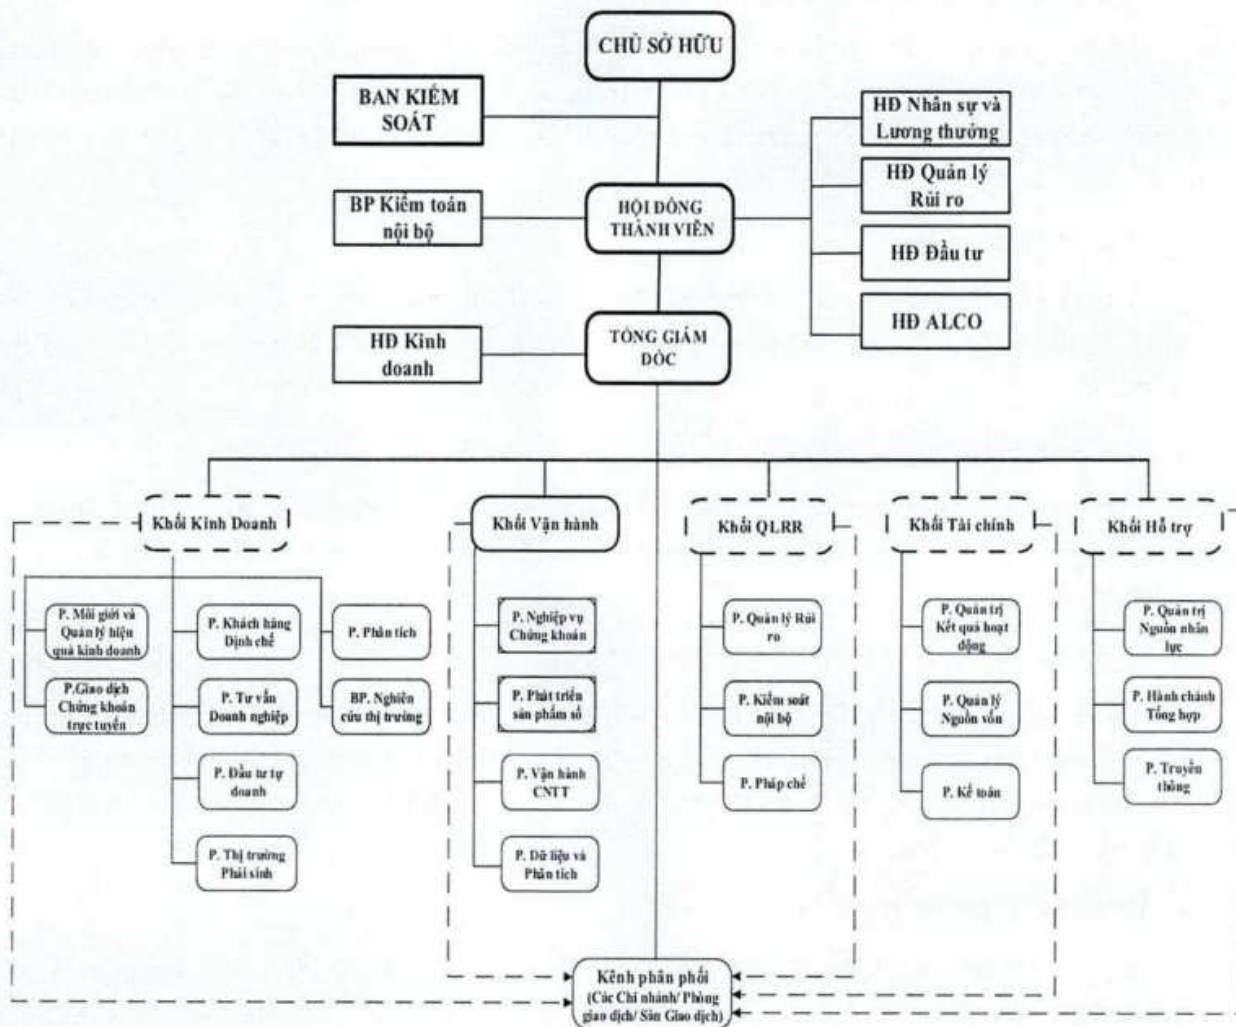 CHỦ SỞ HỮU
BAN KIỂM
SOÁT
HĐ Nhân sự và
Lương thưởng
HĐ Quản lý
Rủi ro
BP Kiểm toán
nội bộ
HỘI ĐỒNG
THÀNH VIÊN
HĐ Đầu tư
HĐ ALCO
HĐ Kinh
doanh
TỔNG GIÁM
ĐỐC
Khối Kinh Doanh
Khối Vận hành
Khối QLRR
Khối Tài chính
Khối Hỗ trợ
P. Môi giới và
Quản lý hiệu
quả kinh doanh
P.Giao dịch
Chứng khoán
trực tuyến
P. Khách hàng
Định chế
P. Tư vấn
Doanh nghiệp
P. Đầu tư tự
doanh
P. Thị trường
Phái sinh
P. Phân tích
BP. Nghiên
cứu thị trường
P. Nghiệp vụ
Chứng khoán
P. Phát triển
sản phẩm số
P. Vận hành
CNTT
P. Dữ liệu và
Phân tích
P. Quản lý Rủi
ro
P. Kiểm soát
nội bộ
P. Pháp chế
P. Quản trị
Kết quả hoạt
động
P. Quản lý
Nguồn vốn
P. Kế toán
P. Quản trị
Nguồn nhân
lực
P. Hành chánh
Tổng hợp
P. Truyền
thông
Kênh phân phối
(Các Chi nhánh/ Phòng
giao dịch/ Sàn Giao dịch)